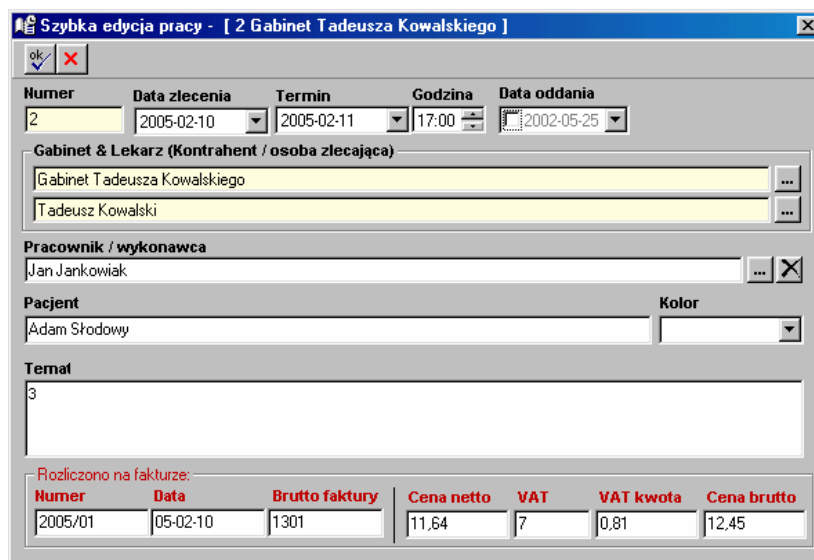 Szybka edycja pracy - [ 2 Gabinet Tadeusza Kowalskiego ]
ok
Numer Data zlecenia Termin Godzina Data oddania
2 2005-02-10 2005-02-11 17:00 2002-05-25
Gabinet & Lekarz (Kontrahent / osoba zlecająca)
Gabinet Tadeusza Kowalskiego ...
Tadeusz Kowalski ...
Pracownik / wykonawca
Jan Jankowiak ...
Pacjent Kolor
Adam Słodowy
Temat
3
Rozliczono na fakturze:
Numer Data Brutto faktury Cena netto VAT VAT kwota Cena brutto
2005/01 05-02-10 1301 11,64 7 0,81 12,45